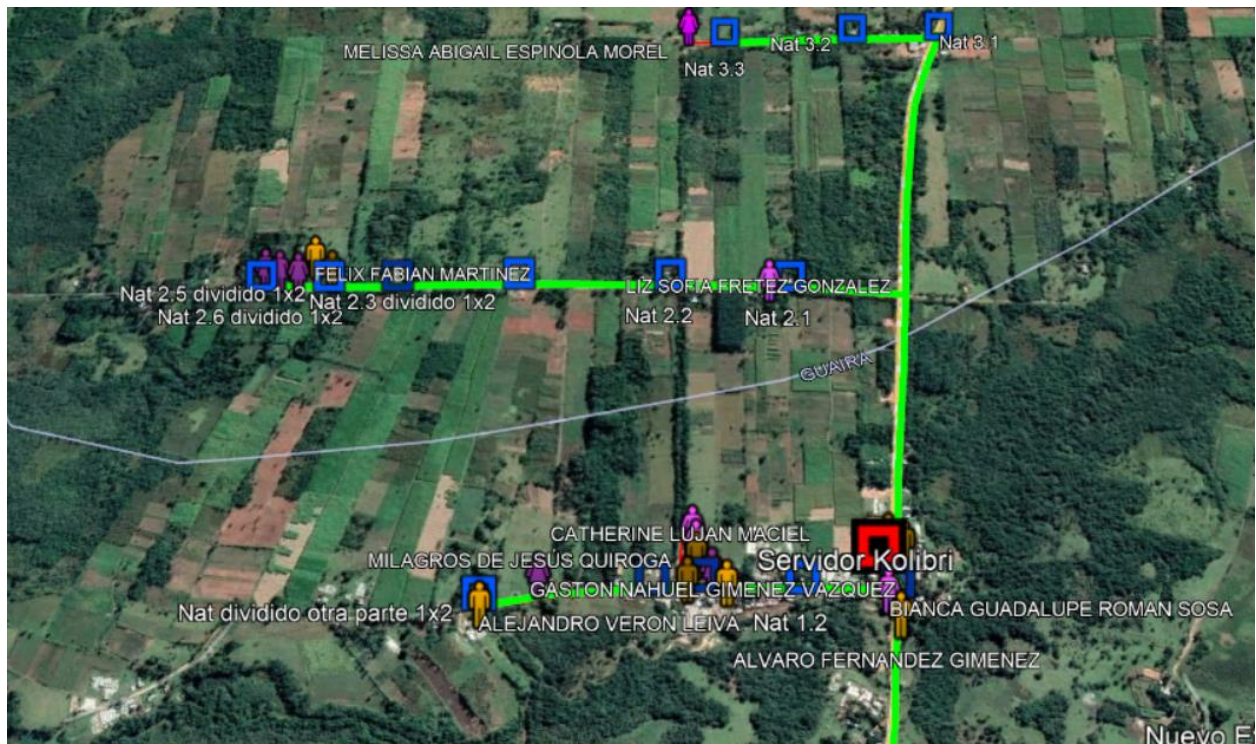 MELISSA ABIGAIL ESPINOLA MOREL
Nat 3.3
Nat 3.2
Nat 3.1
FELIX FABIAN MARTINEZ
LIZ SOFIA FRETEZ GONZALEZ
Nat 2.5 dividido 1x2
Nat 2.3 dividido 1x2
Nat 2.6 dividido 1x2
Nat 2.2
Nat 2.1
GUAIRA
CATHERINE LUJAN MACIEL
MILAGROS DE JESÚS QUIROGA
Servidor Kolibri
GASTON NAHUEL GIMENEZ VAZQUEZ
Nat dividido otra parte 1x2
ALEJANDRO VERON LEIVA
Nat 1.2
BIANCA GUADALUPE ROMAN SOSA
ALVARO FERNANDEZ GIMENEZ
Nuevo E